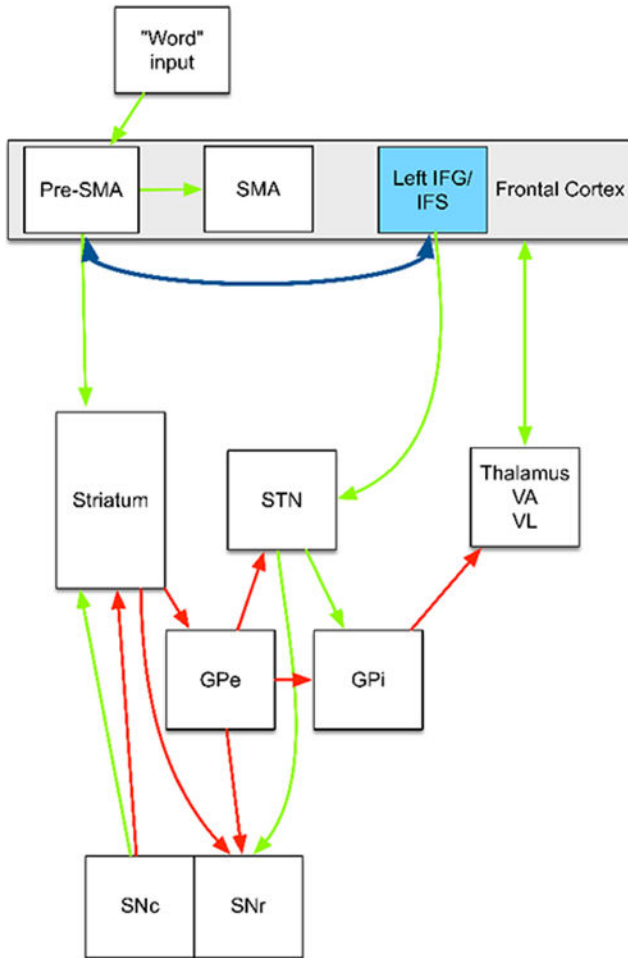 "Word"
input
Pre-SMA
SMA
Left IFG/
IFS
Frontal Cortex
Striatum
STN
Thalamus
VA
VL
GPe
GPi
SNc
SNr